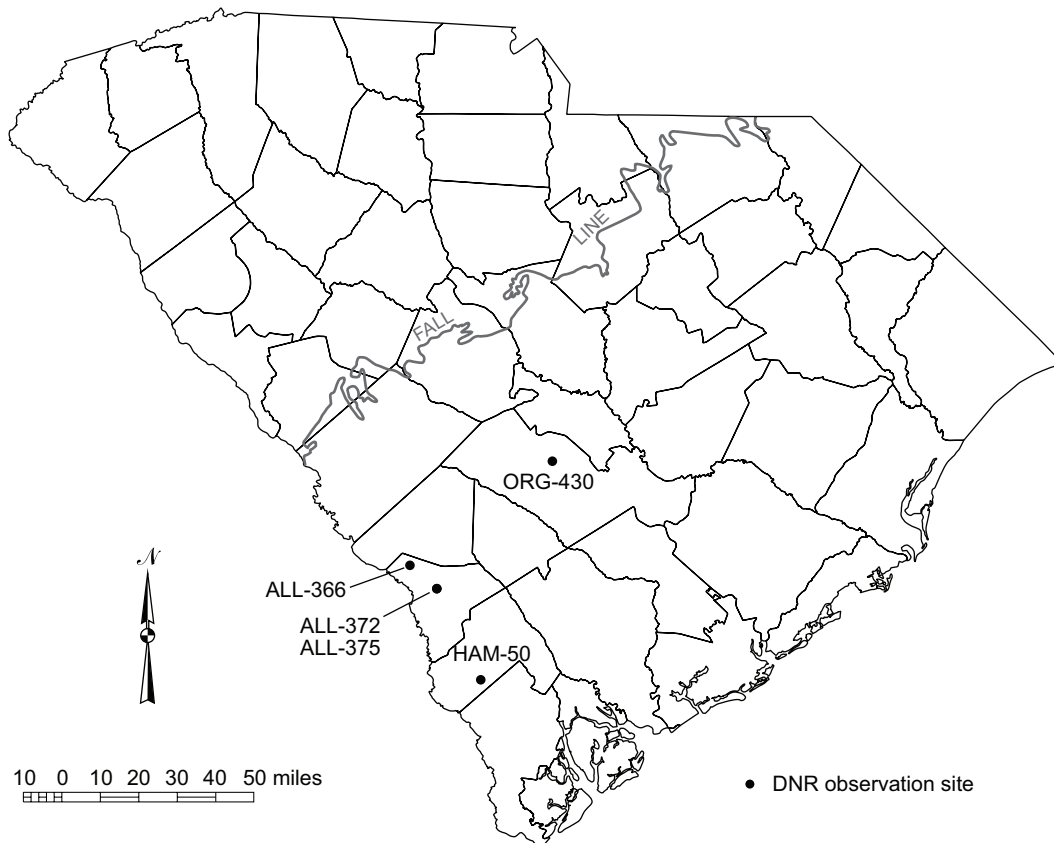 LINE
FALL
ORG-430
ALL-366
ALL-372
ALL-375
HAM-50
N
10 0 10 20 30 40 50 miles
DNR observation site